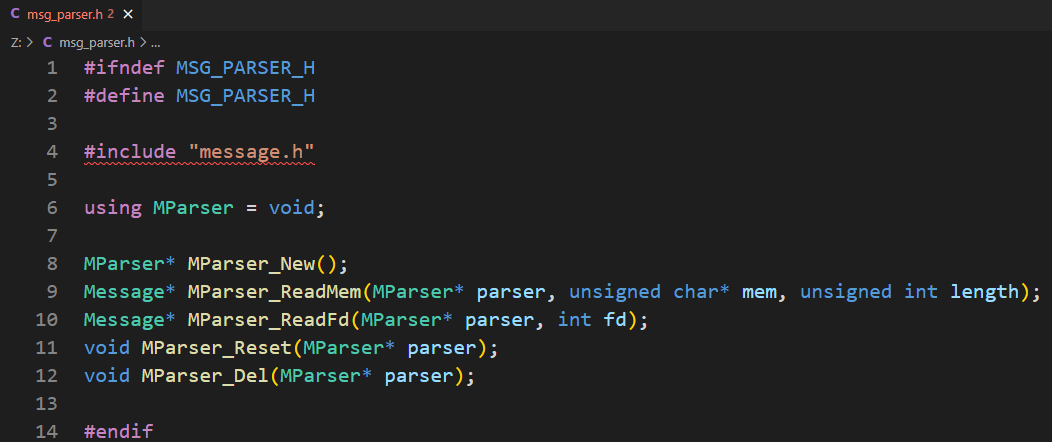 C msg_parser.h 2 ×
Z: > C msg_parser.h > ...
1 #ifndef MSG_PARSER_H
2 #define MSG_PARSER_H
3
4 #include "message.h"
5
6 using MParser = void;
7
8 MParser* MParser_New();
9 Message* MParser_ReadMem(MParser* parser, unsigned char* mem, unsigned int length);
10 Message* MParser_ReadFd(MParser* parser, int fd);
11 void MParser_Reset(MParser* parser);
12 void MParser_Del(MParser* parser);
13
14 #endif